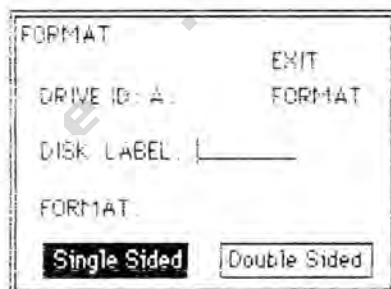 FORMAT
EXIT
DRIVE ID: A:
FORMAT
DISK LABEL:
FORMAT:
Single Sided
Double Sided